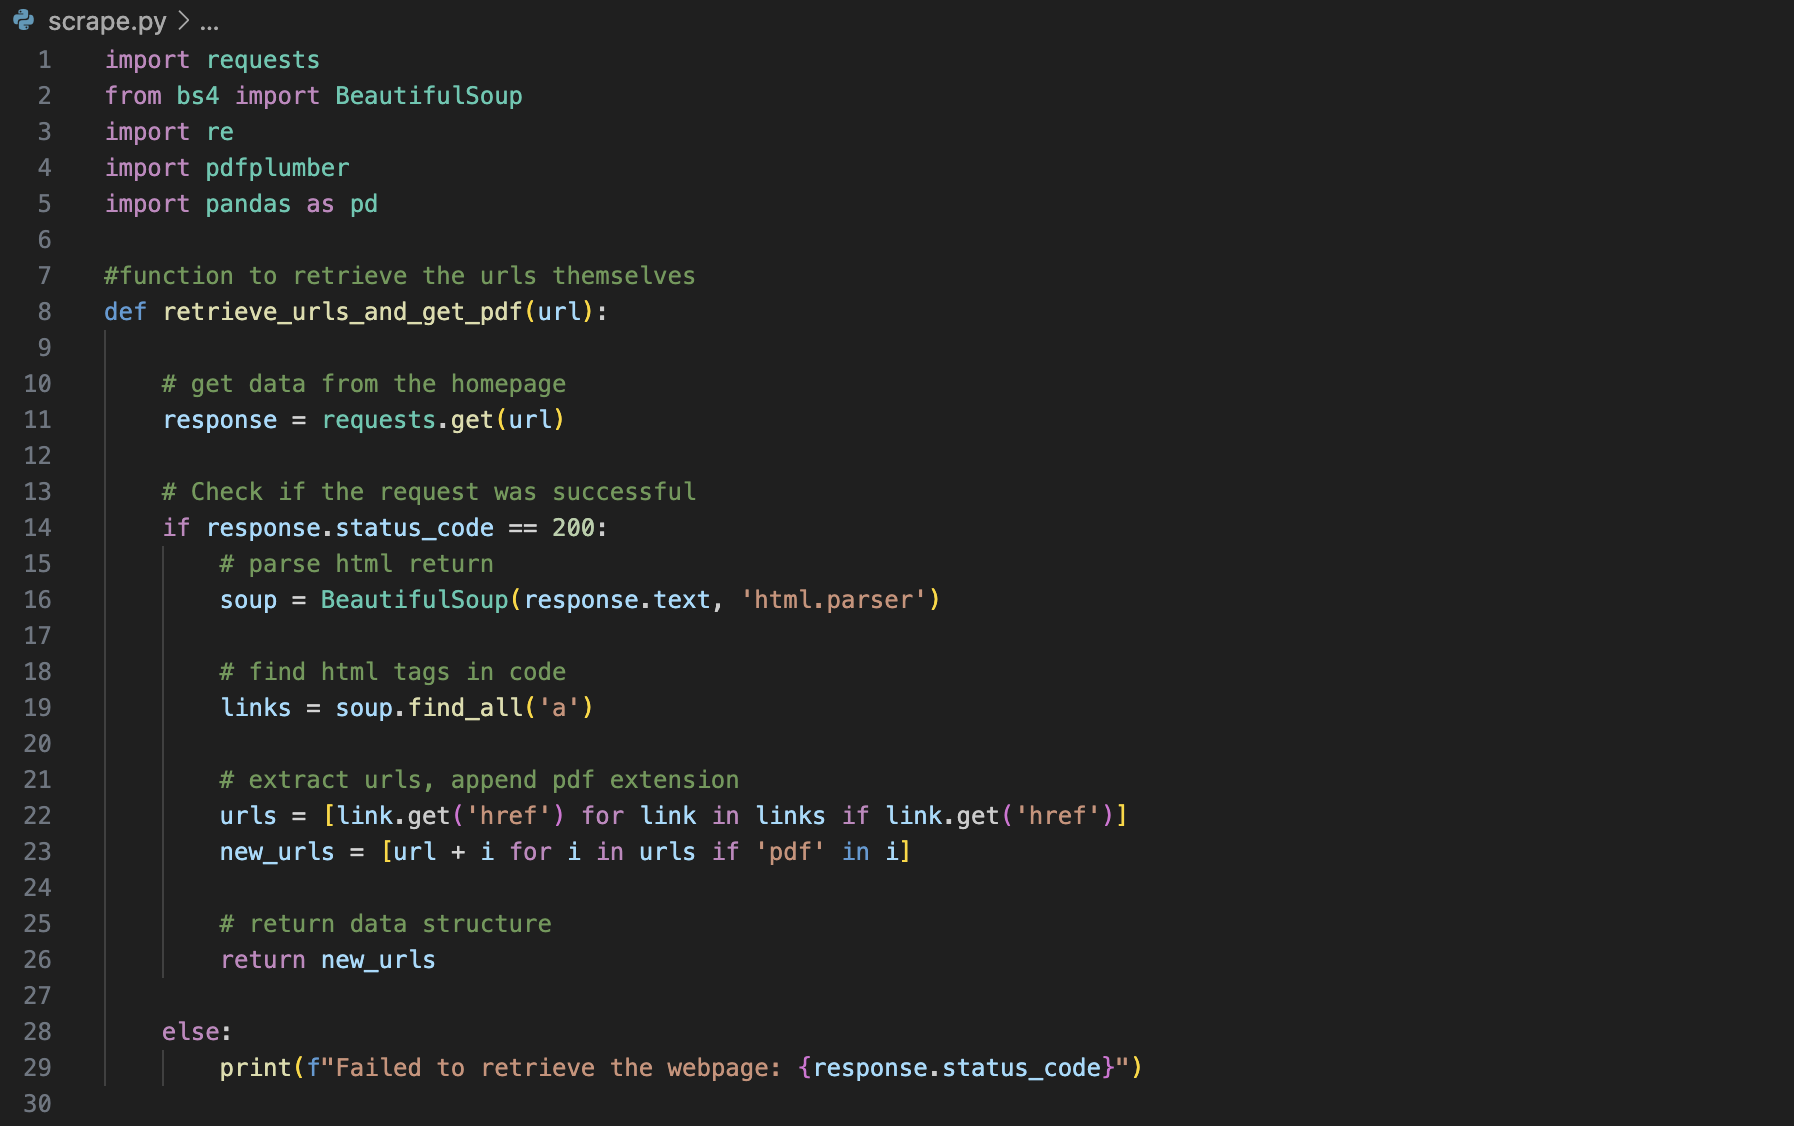 scrape.py > ...
1 import requests
2 from bs4 import BeautifulSoup
3 import re
4 import pdfplumber
5 import pandas as pd
6
7 #function to retrieve the urls themselves
8 def retrieve_urls_and_get_pdf(url):
9
10     # get data from the homepage
11     response = requests.get(url)
12
13     # Check if the request was successful
14     if response.status_code == 200:
15         # parse html return
16         soup = BeautifulSoup(response.text, 'html.parser')
17
18         # find html tags in code
19         links = soup.find_all('a')
20
21         # extract urls, append pdf extension
22         urls = [link.get('href') for link in links if link.get('href')]
23         new_urls = [url + i for i in urls if 'pdf' in i]
24
25         # return data structure
26         return new_urls
27
28     else:
29         print(f"Failed to retrieve the webpage: {response.status_code}")
30